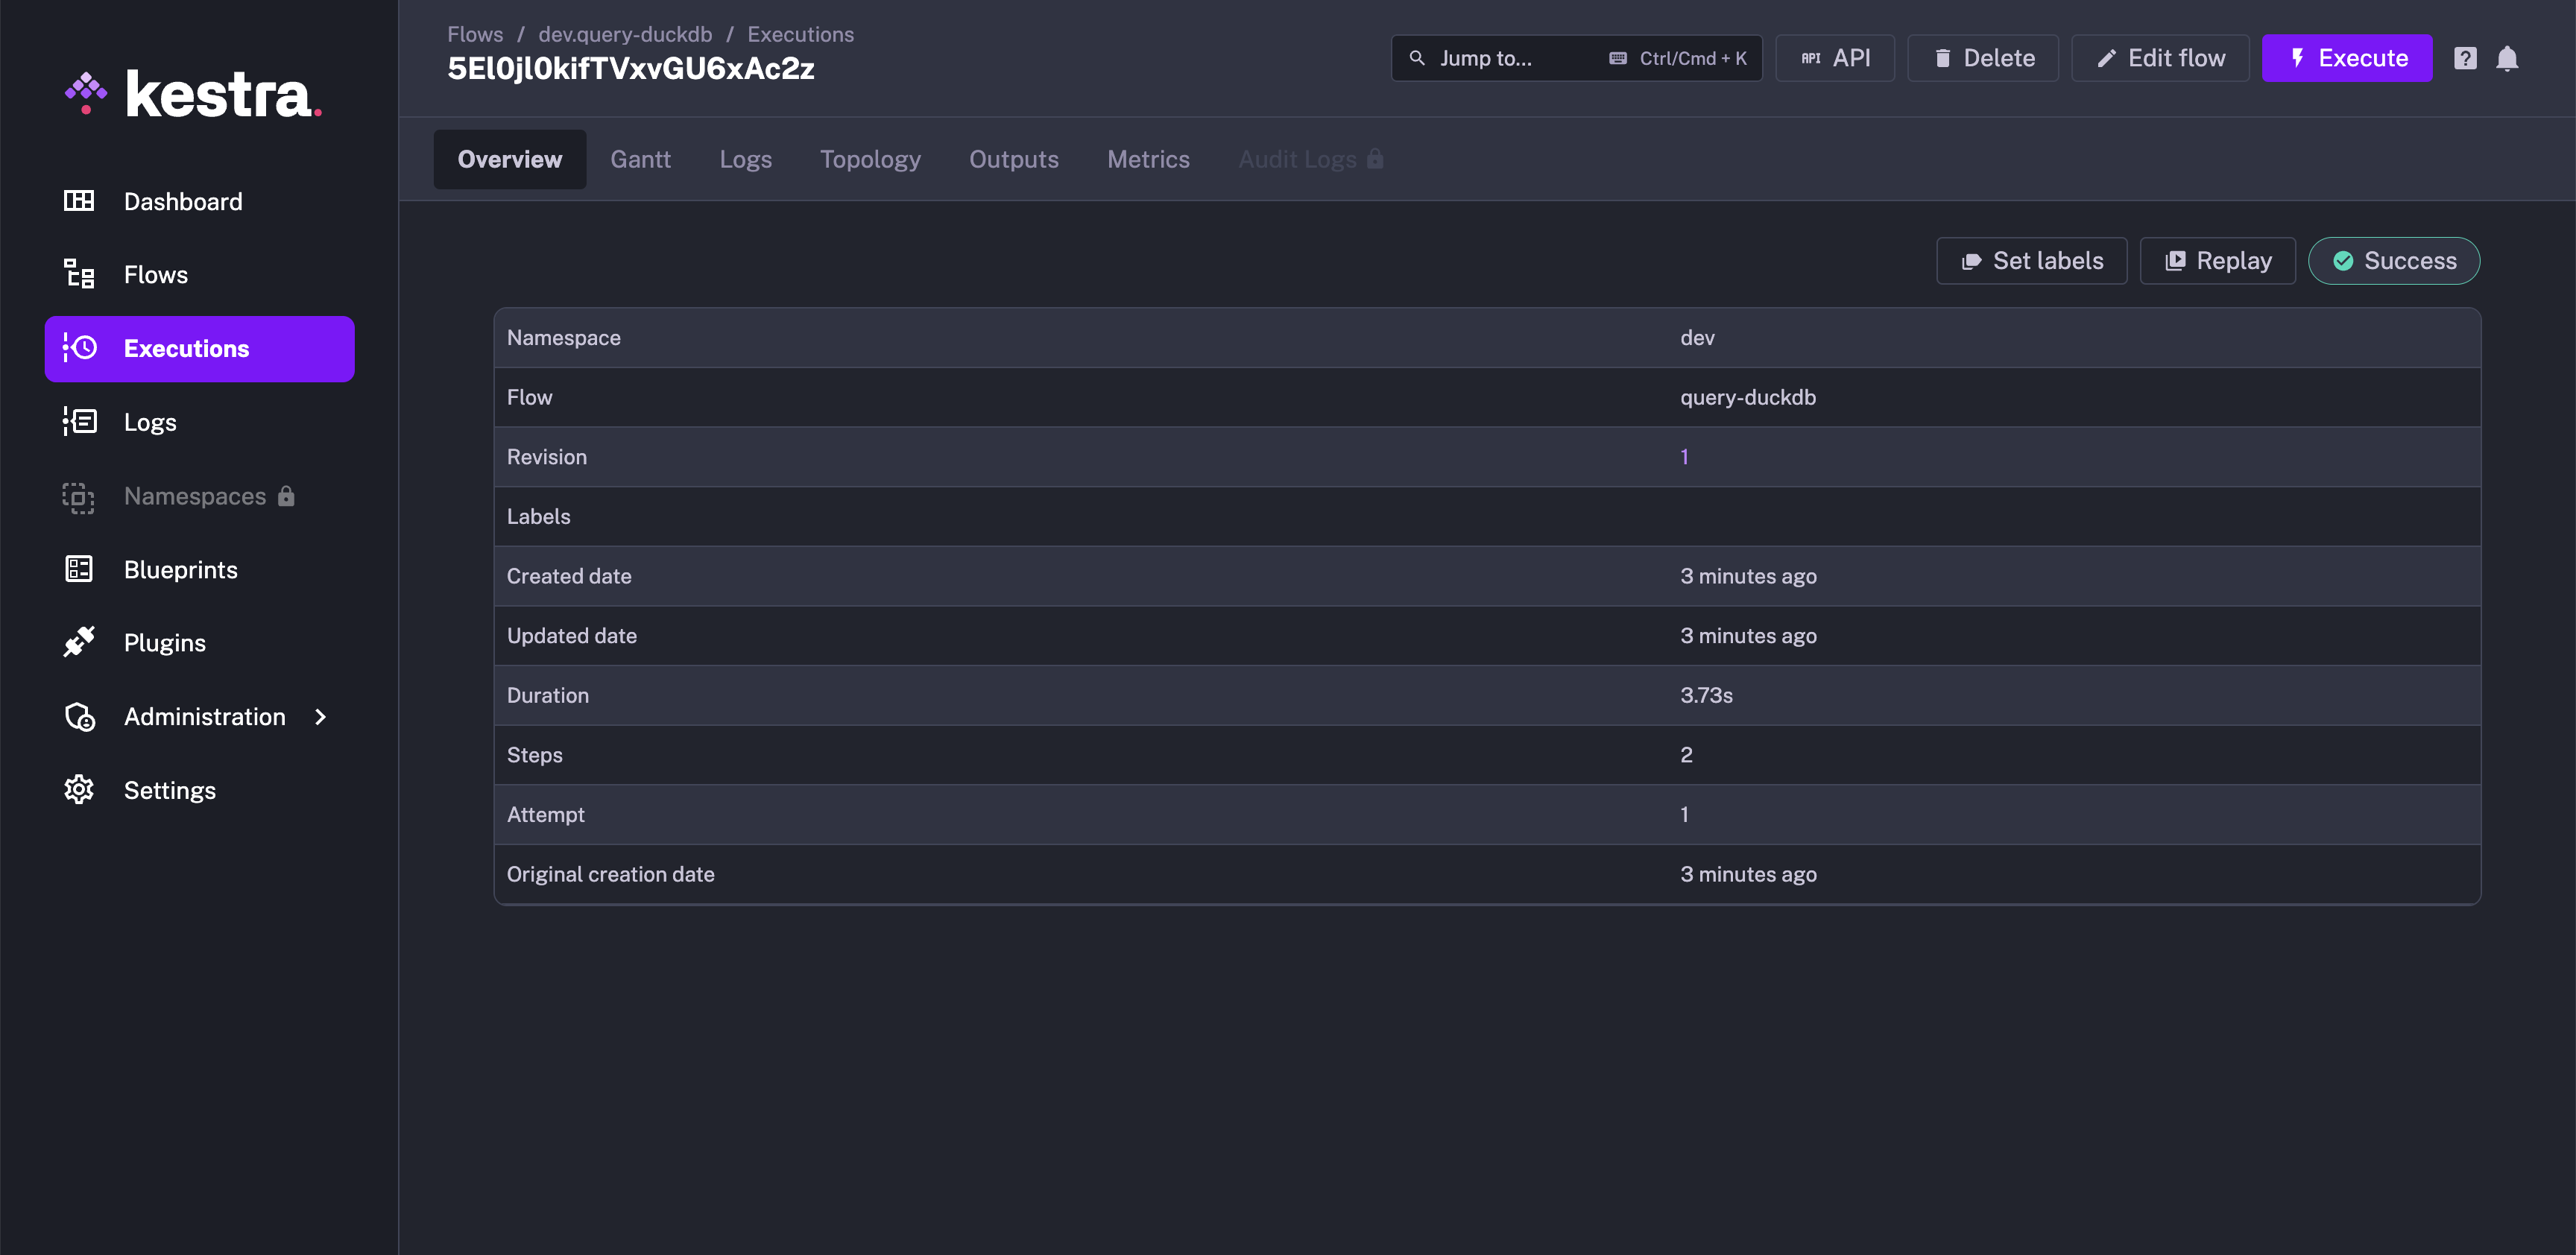 kestra.
Dashboard
Flows
Executions
Logs
Namespaces
Blueprints
Plugins
Administration
Settings
Flows / dev.query-duckdb / Executions
5El0jl0kifTVxvGU6xAc2z
Jump to... Ctrl/Cmd + K
API API
Delete
Edit flow
Execute
?
Overview Gantt Logs Topology Outputs Metrics Audit Logs
Set labels Replay Success
Namespace dev
Flow query-duckdb
Revision 1
Labels
Created date 3 minutes ago
Updated date 3 minutes ago
Duration 3.73s
Steps 2
Attempt 1
Original creation date 3 minutes ago